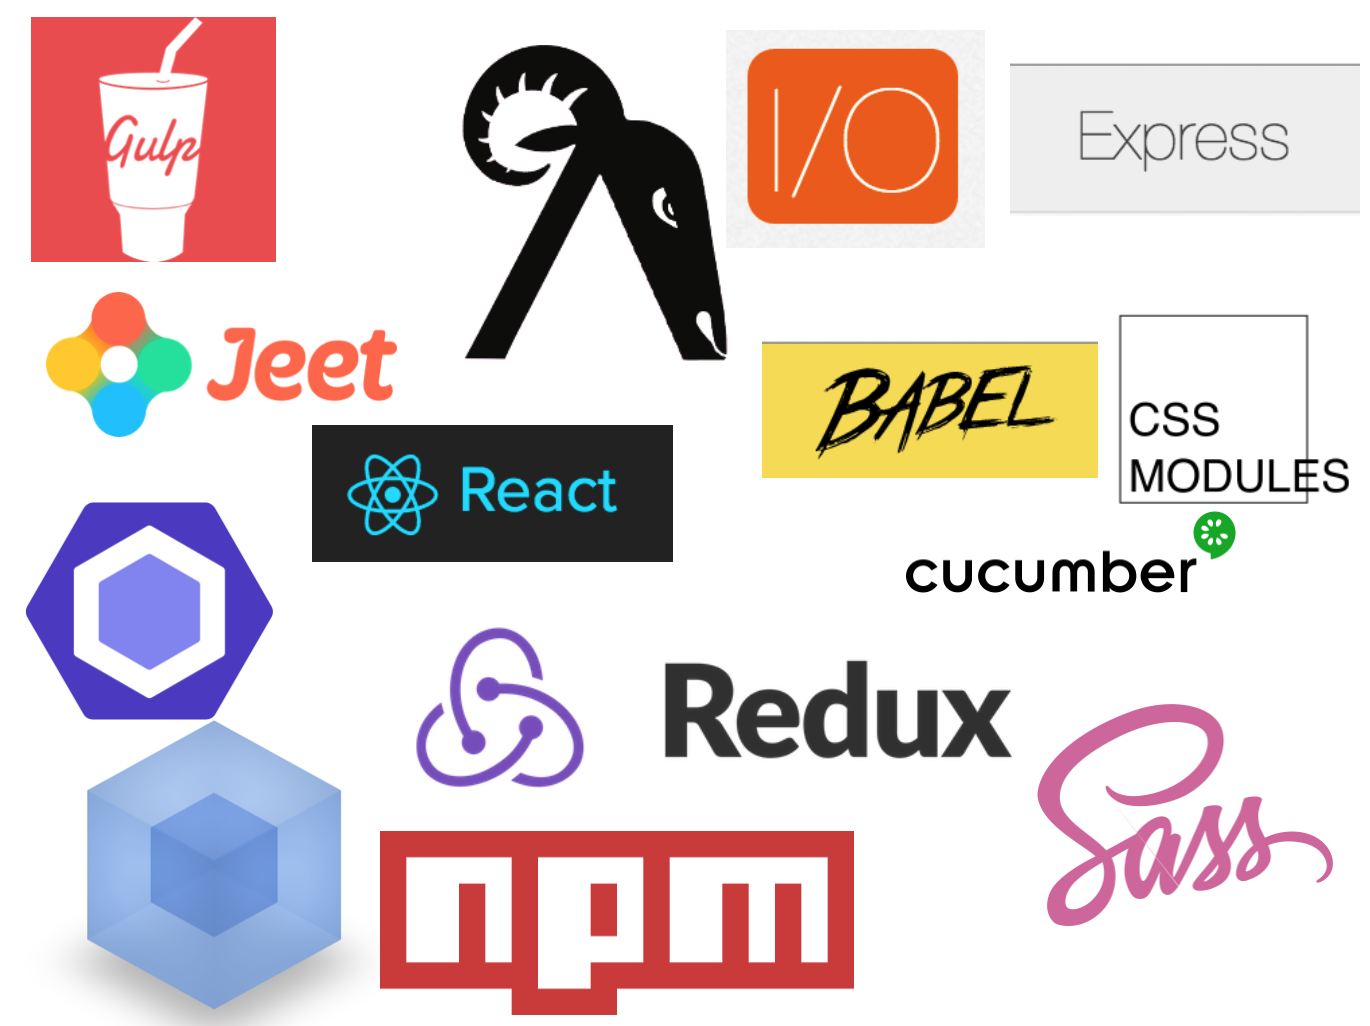 Gulp
I/O
Express
Jeet
BABEL
CSS
MODULES
React
cucumber
Redux
Sass
npm